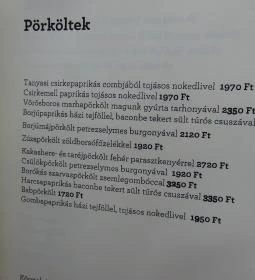 Pörköltek
Tanyasi csirkepaprikás combjából tojásos nokedlivel 1970 Ft
Csirkemell paprikás tojásos nokedlivel 1970 Ft
Vörösboros marhapörkölt magunk gyúrta tarhonyával 2350 Ft
Borjúpaprikás házi tejföllel, baconbe tekert sült túrós csuszával
Borjúmájpörkölt petrezselymes burgonyával 2120 Ft
Zúzapörkölt zöldborsófőzelékkel 1920 Ft
Kakashere- és taréjpörkölt fehér parasztkenyérrel 2720 Ft
Csülökpörkölt petrezselymes burgonyával 1920 Ft
Borókás szarvaspörkölt zsemlegombóccal 3250 Ft
Harcsapaprikás baconbe tekert sült túrós csuszával 3350 Ft
Babpörkölt 1720 Ft
Gombapaprikás házi tejföllel, tojásos nokedlivel 1950 Ft